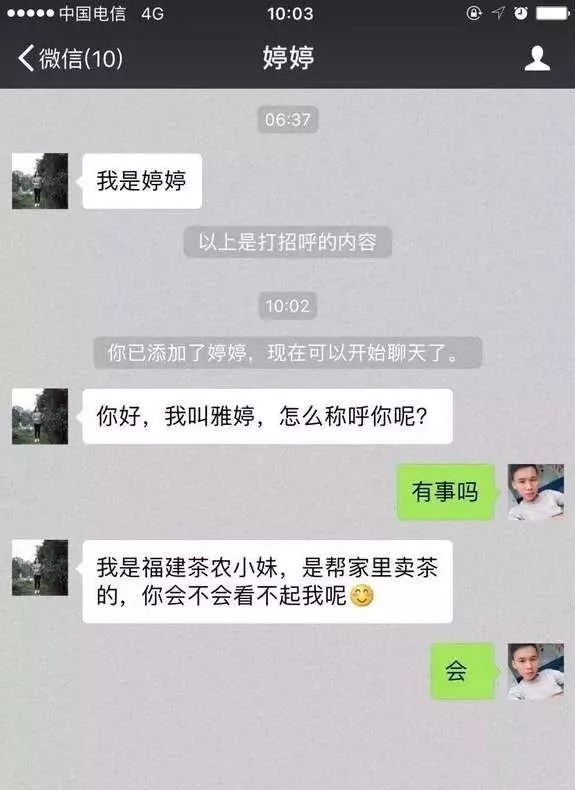 中国电信 4G 10:03
微信(10) 婷婷
06:37
我是婷婷
以上是打招呼的内容
10:02
你已添加了婷婷，现在可以开始聊天了。
你好，我叫雅婷，怎么称呼你呢？
有事吗
我是福建茶农小妹，是帮家里卖茶
的，你会不会看不起我呢😊
会